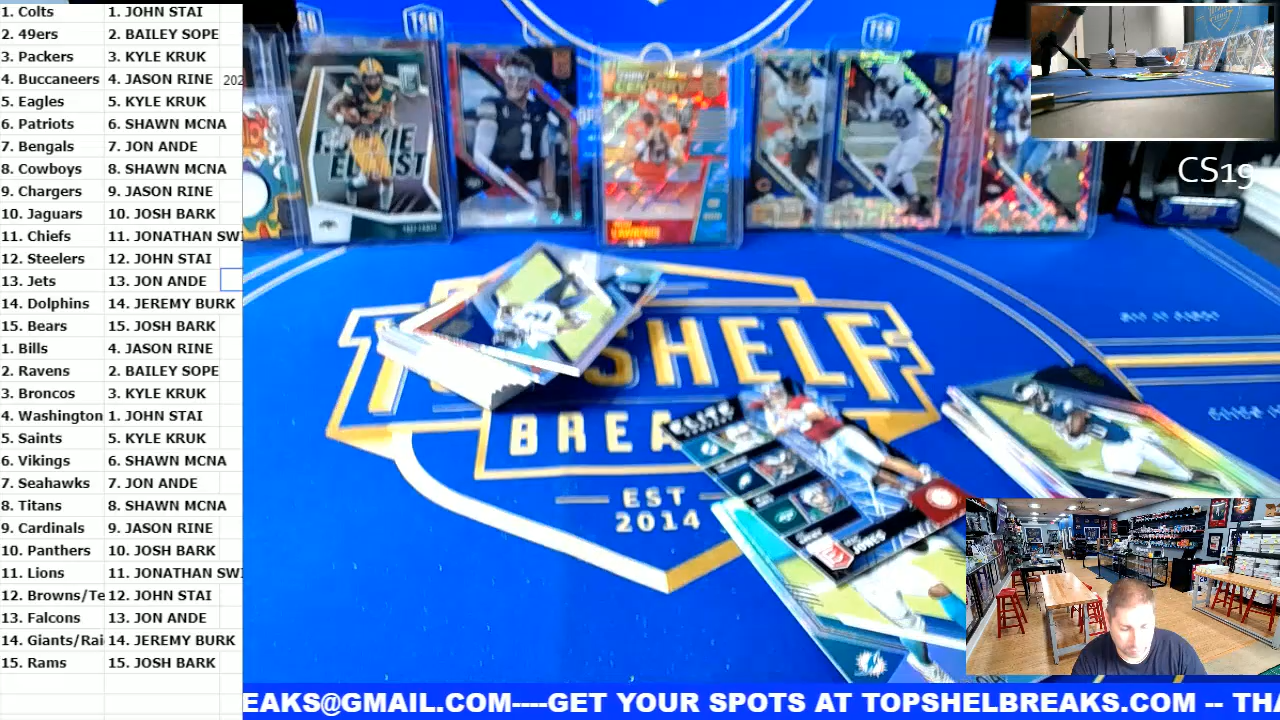 1. Colts 1. JOHN STAI
2. 49ers 2. BAILEY SOPE
3. Packers 3. KYLE KRUK
4. Buccaneers 4. JASON RINE 202
5. Eagles 5. KYLE KRUK
6. Patriots 6. SHAWN MCNA
7. Bengals 7. JON ANDE
8. Cowboys 8. SHAWN MCNA
9. Chargers 9. JASON RINE
10. Jaguars 10. JOSH BARK
11. Chiefs 11. JONATHAN SWI
12. Steelers 12. JOHN STAI
13. Jets 13. JON ANDE
14. Dolphins 14. JEREMY BURK
15. Bears 15. JOSH BARK
1. Bills 4. JASON RINE
2. Ravens 2. BAILEY SOPE
3. Broncos 3. KYLE KRUK
4. Washington 1. JOHN STAI
5. Saints 5. KYLE KRUK
6. Vikings 6. SHAWN MCNA
7. Seahawks 7. JON ANDE
8. Titans 8. SHAWN MCNA
9. Cardinals 9. JASON RINE
10. Panthers 10. JOSH BARK
11. Lions 11. JONATHAN SWI
12. Browns/Te 12. JOHN STAI
13. Falcons 13. JON ANDE
14. Giants/Rai 14. JEREMY BURK
15. Rams 15. JOSH BARK
CS19
ROOKIE
ELITIST
SHELF
BREA
EST
2014
ELITE
JONES
EAKS@GMAIL.COM----GET YOUR SPOTS AT TOPSHELBREAKS.COM -- THA